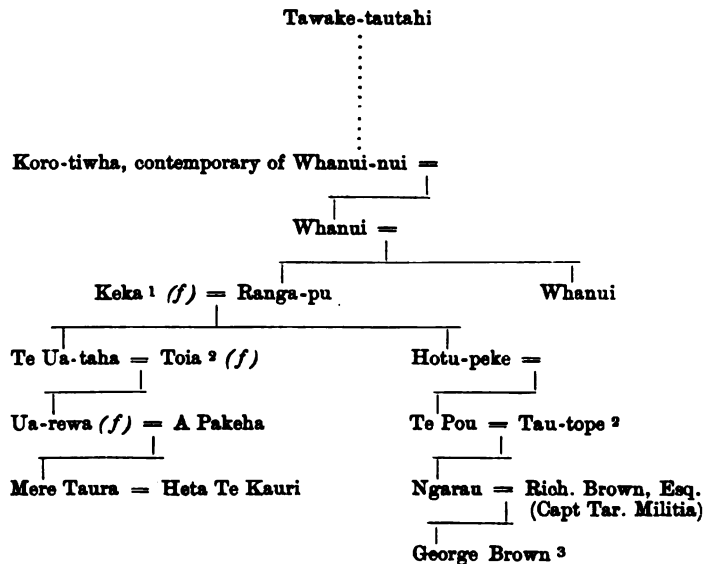 Tawake-tautahi
Koro-tiwha, contemporary of Whanui-nui =
Whanui =
Keka 1 (f) = Ranga-pu Whanui
Te Ua-taha = Toia 2 (f) Hotu-peke =
Ua-rewa (f) = A Pakeha Te Pou = Tau-tope 2
Mere Taura = Heta Te Kauri Ngarau = Rich. Brown, Esq.
(Capt Tar. Militia)
George Brown 3